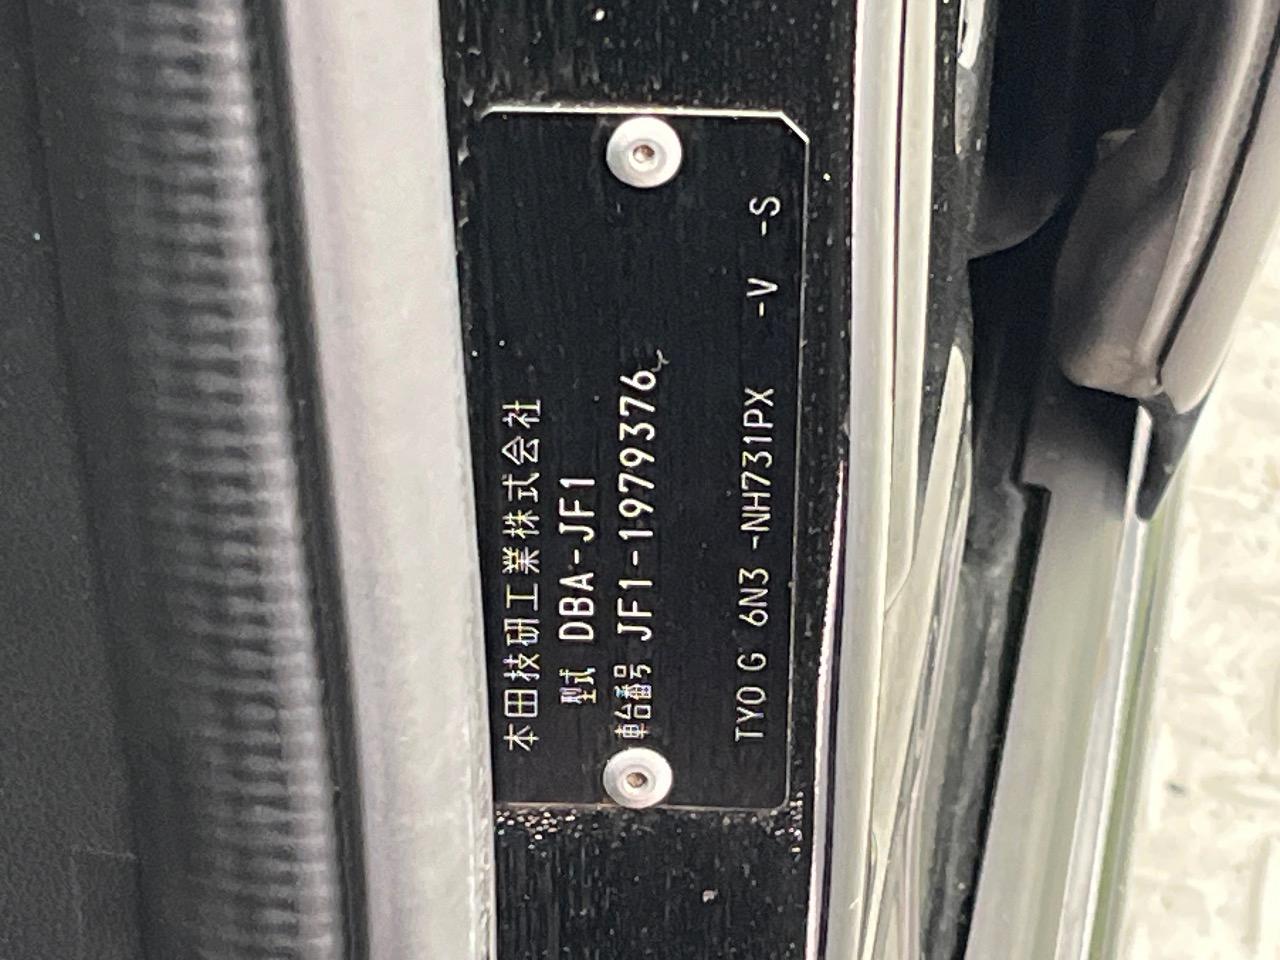 本田技研工業株式会社
型式 DBA-JF1
車台番号 JF1-1979376
TY0 G 6N3 -NH731PX -V -S